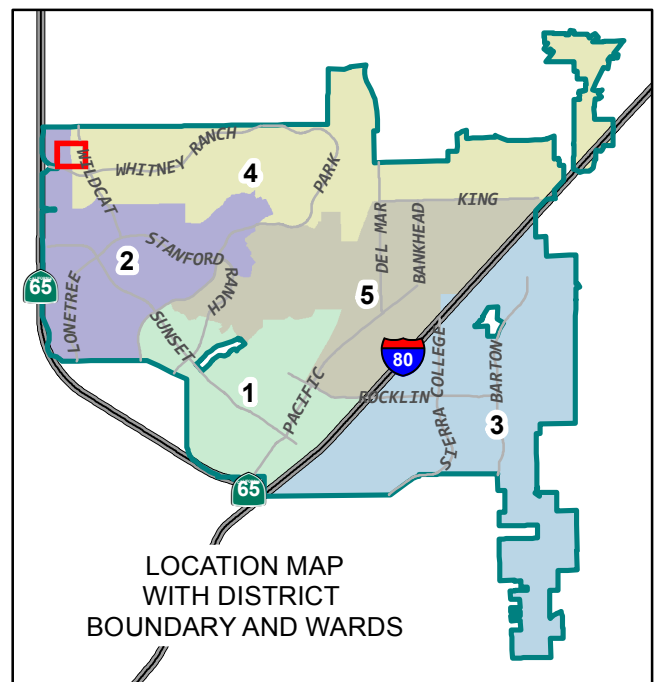 WILDCAT
WHITNEY RANCH
4
PARK
KING
DEL MAR
BANKHEAD
STANFORD
RANCH
2
65
LONETREE
SUNSET
5
80
1
PACIFIC
ROCKLIN
SIERRA COLLEGE
BARTON
3
65
LOCATION MAP
WITH DISTRICT
BOUNDARY AND WARDS